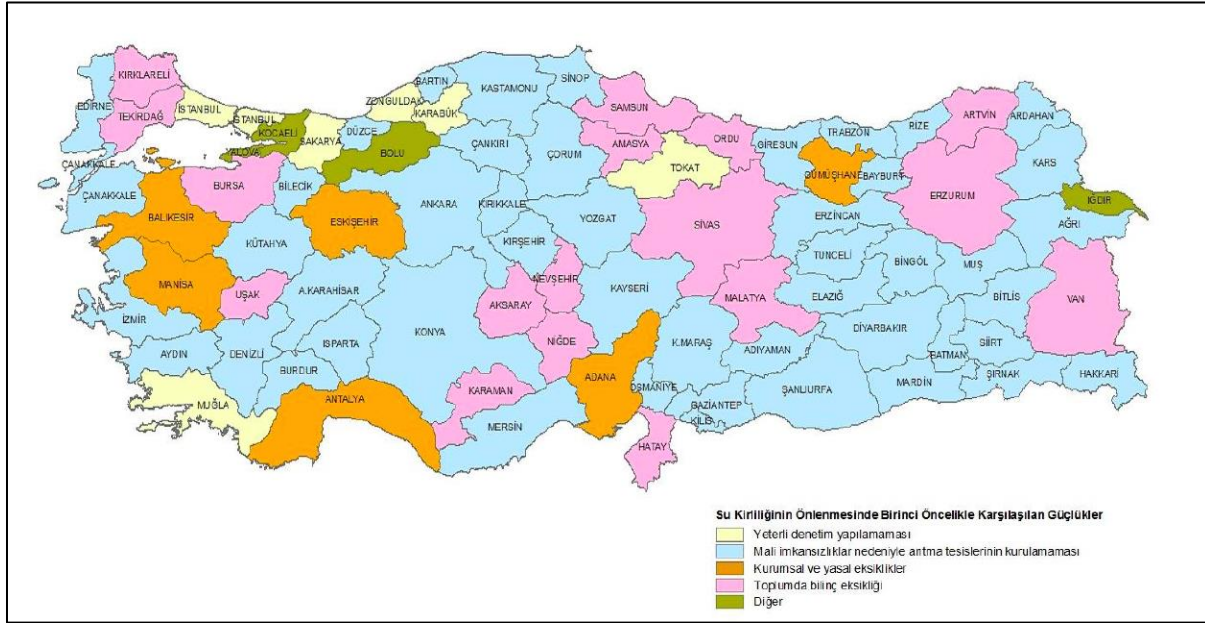 KIRKLARELİ
EDİRNE
TEKİRDAĞ
İSTANBUL
İSTANBUL
KOCAELİ
YALOVA
SAKARYA
DÜZCE
BOLU
ZONGULDAK
BARTIN
KARABÜK
KASTAMONU
SİNOP
SAMSUN
ORDU
AMASYA
TOKAT
ÇORUM
ÇANKIRI
GİRESUN
TRABZON
RİZE
ARTVİN
ARDAHAN
KARS
IĞDIR
AĞRI
ERZURUM
BAYBURT
GÜMÜŞHANE
ERZİNCAN
SİVAS
YOZGAT
KIRIKKALE
ANKARA
KIRŞEHİR
ESKİŞEHİR
BİLECİK
BURSA
ÇANAKKALE
ÇANAKKALE
BALIKESİR
KÜTAHYA
MANİSA
UŞAK
A.KARAHİSAR
İZMİR
AYDIN
DENİZLİ
ISPARTA
BURDUR
MUĞLA
ANTALYA
KONYA
KARAMAN
MERSİN
AKSARAY
NEVŞEHİR
NİĞDE
KAYSERİ
ADANA
OSMANİYE
HATAY
K.MARAŞ
GAZİANTEP
KİLİS
ADIYAMAN
MALATYA
ŞANLIURFA
DİYARBAKIR
ELAZIĞ
TUNCELİ
BİNGÖL
MUŞ
BİTLİS
VAN
BATMAN
SİİRT
MARDİN
ŞIRNAK
HAKKARİ
Su Kirliliğinin Önlenmesinde Birinci Öncelikle Karşılaşılan Güçlükler
Yeterli denetim yapılamaması
Mali imkansızlıklar nedeniyle arıtma tesislerinin kurulamaması
Kurumsal ve yasal eksiklikler
Toplumda bilinç eksikliği
Diğer